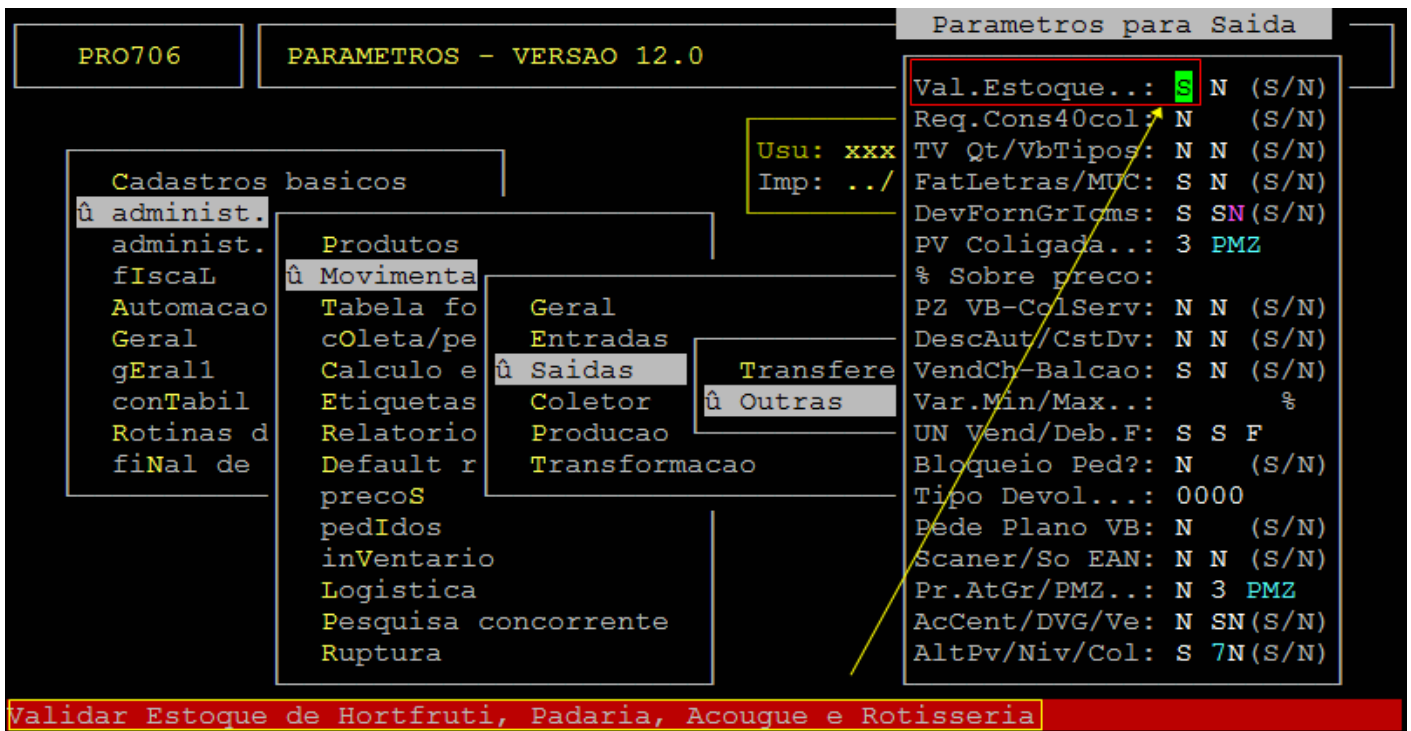 Parametros para Saida
PRO706
PARAMETROS - VERSAO 12.0
Val.Estoque..: S N (S/N)
Req.Cons40col: N (S/N)
Usu: xxx
TV Qt/VbTipos: N N (S/N)
Cadastros basicos
Imp: ../
FatLetras/MUC: S N (S/N)
û administ.
DevFornGrIcms: S SN(S/N)
administ.
Produtos
PV Coligada..: 3 PMZ
fIscaL
û Movimenta
% Sobre preco:
Automacao
Tabela fo
Geral
PZ VB-ColServ: N N (S/N)
Geral
cOleta/pe
Entradas
DescAut/CstDv: N N (S/N)
gEral1
Calculo e
û Saidas
Transfere
VendCh-Balcao: S N (S/N)
conTabil
Etiquetas
Coletor
û Outras
Var.Min/Max..: %
Rotinas d
Relatorio
Producao
UN Vend/Deb.F: S S F
fiNal de
Default r
Transformacao
Bloqueio Ped?: N (S/N)
precoS
Tipo Devol...: 0000
pedIdos
Pede Plano VB: N (S/N)
inVentario
Scaner/So EAN: N N (S/N)
Logistica
Pr.AtGr/PMZ..: N 3 PMZ
Pesquisa concorrente
AcCent/DVG/Ve: N SN(S/N)
Ruptura
AltPv/Niv/Col: S 7N(S/N)
Validar Estoque de Hortfruti, Padaria, Acougue e Rotisseria